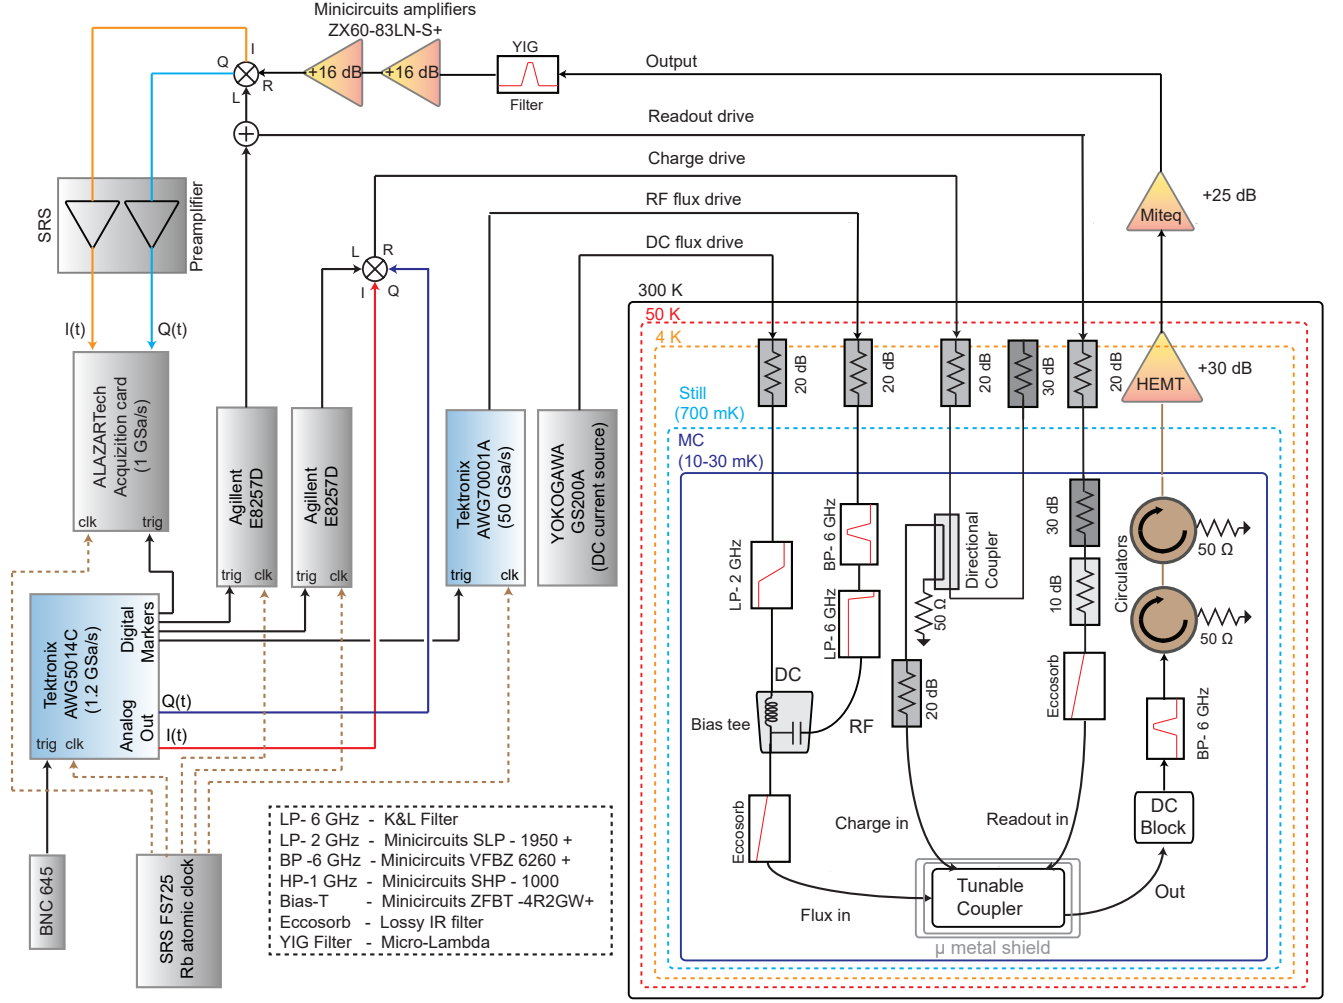 Minicircuits amplifiers
ZX60-83LN-S+
I
Q
R
L
+16 dB
+16 dB
YIG
Filter
Output
Readout drive
Charge drive
RF flux drive
DC flux drive
SRS
Preamplifier
I(t)
Q(t)
L
R
I
Q
Miteq
+25 dB
300 K
50 K
4 K
Still
(700 mK)
MC
(10-30 mK)
20 dB
20 dB
20 dB
30 dB
20 dB
HEMT
+30 dB
ALAZARTech
Acquizition card
(1 GSa/s)
clk
trig
Agillent
E8257D
trig
clk
Agillent
E8257D
trig
clk
Tektronix
AWG70001A
(50 GSa/s)
trig
clk
YOKOGAWA
GS200A
(DC current source)
Tektronix
AWG5014C
(1.2 GSa/s)
Digital
Markers
Analog
Out
trig
clk
Q(t)
I(t)
BNC 645
SRS FS725
Rb atomic clock
LP- 2 GHz
BP- 6 GHz
LP- 6 GHz
Directional
Coupler
50 Ω
20 dB
30 dB
10 dB
Eccosorb
Circulators
50 Ω
50 Ω
BP- 6 GHz
DC
Block
DC
Bias tee
RF
Eccosorb
Charge in
Readout in
Flux in
Out
Tunable
Coupler
μ metal shield
LP- 6 GHz - K&L Filter
LP- 2 GHz - Minicircuits SLP - 1950 +
BP -6 GHz - Minicircuits VFBZ 6260 +
HP-1 GHz - Minicircuits SHP - 1000
Bias-T - Minicircuits ZFBT -4R2GW+
Eccosorb - Lossy IR filter
YIG Filter - Micro-Lambda